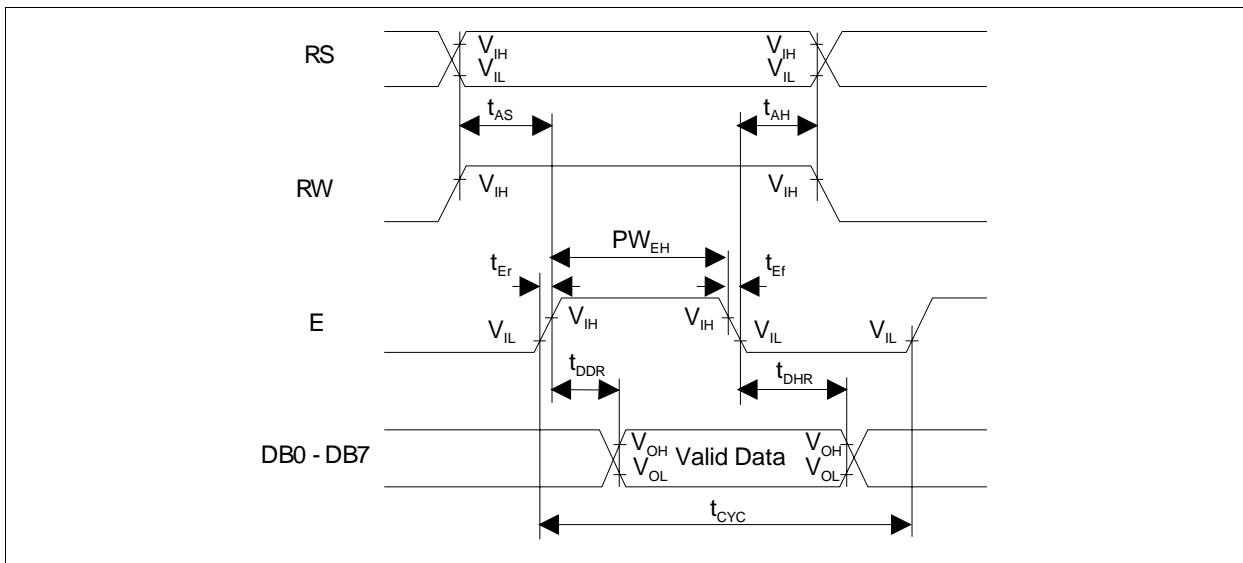 RS
V_IH
V_IL
V_IH
V_IL
t_AS
t_AH
RW
V_IH
V_IH
PW_EH
t_Er
t_Ef
E
V_IL
V_IH
V_IH
V_IL
V_IL
t_DDR
t_DHR
DB0 - DB7
V_OH
V_OL
Valid Data
V_OH
V_OL
t_CYC